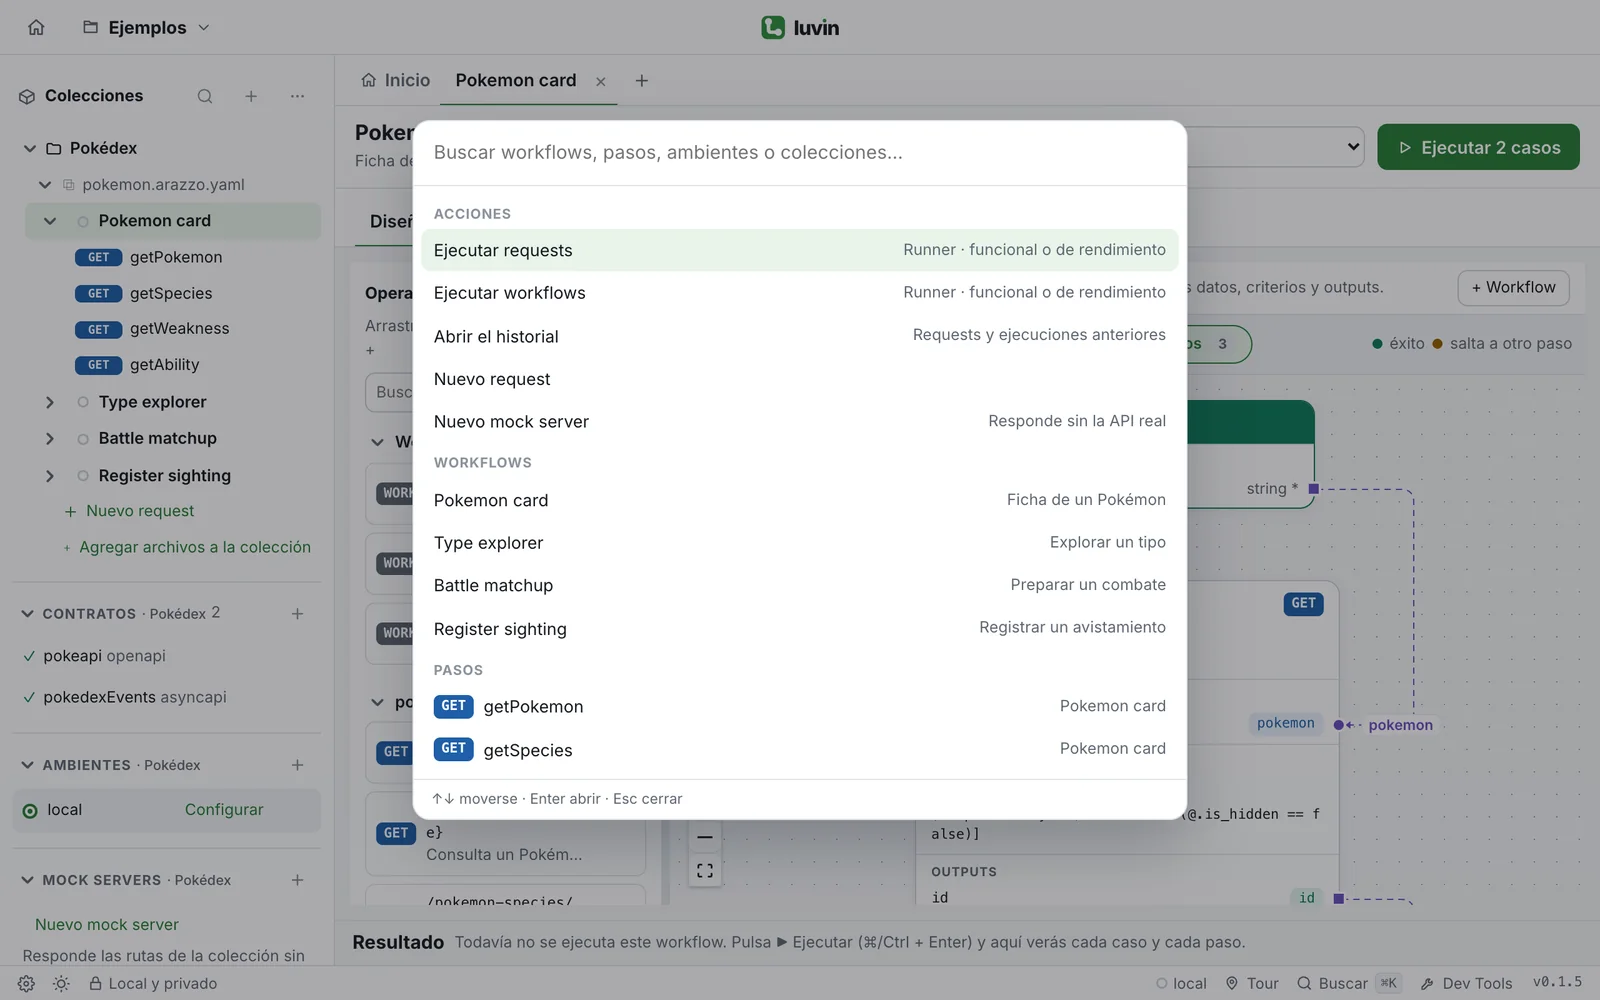 Ejemplos
luvin
Colecciones
Pokédex
pokemon.arazzo.yaml
Pokemon card
GET getPokemon
GET getSpecies
GET getWeakness
GET getAbility
Type explorer
Battle matchup
Register sighting
+ Nuevo request
+ Agregar archivos a la colección
CONTRATOS · Pokédex 2
pokeapi openapi
pokedexEvents asyncapi
AMBIENTES · Pokédex
local Configurar
MOCK SERVERS · Pokédex
Nuevo mock server
Responde las rutas de la colección sin
Inicio
Pokemon card
Ejecutar 2 casos
Buscar workflows, pasos, ambientes o colecciones...
ACCIONES
Ejecutar requests Runner · funcional o de rendimiento
Ejecutar workflows Runner · funcional o de rendimiento
Abrir el historial Requests y ejecuciones anteriores
Nuevo request
Nuevo mock server Responde sin la API real
WORKFLOWS
Pokemon card Ficha de un Pokémon
Type explorer Explorar un tipo
Battle matchup Preparar un combate
Register sighting Registrar un avistamiento
PASOS
GET getPokemon Pokemon card
GET getSpecies Pokemon card
↑↓ moverse · Enter abrir · Esc cerrar
datos, criterios y outputs.
+ Workflow
3
éxito
salta a otro paso
string *
GET
pokemon
pokemon
(@.is_hidden == f
alse)]
OUTPUTS
id id
GET e}
Consulta un Pokém...
/pokemon-species/
Resultado Todavía no se ejecuta este workflow. Pulsa ▶ Ejecutar (⌘/Ctrl + Enter) y aquí verás cada caso y cada paso.
Local y privado
local
Tour
Buscar ⌘K
Dev Tools
v0.1.5